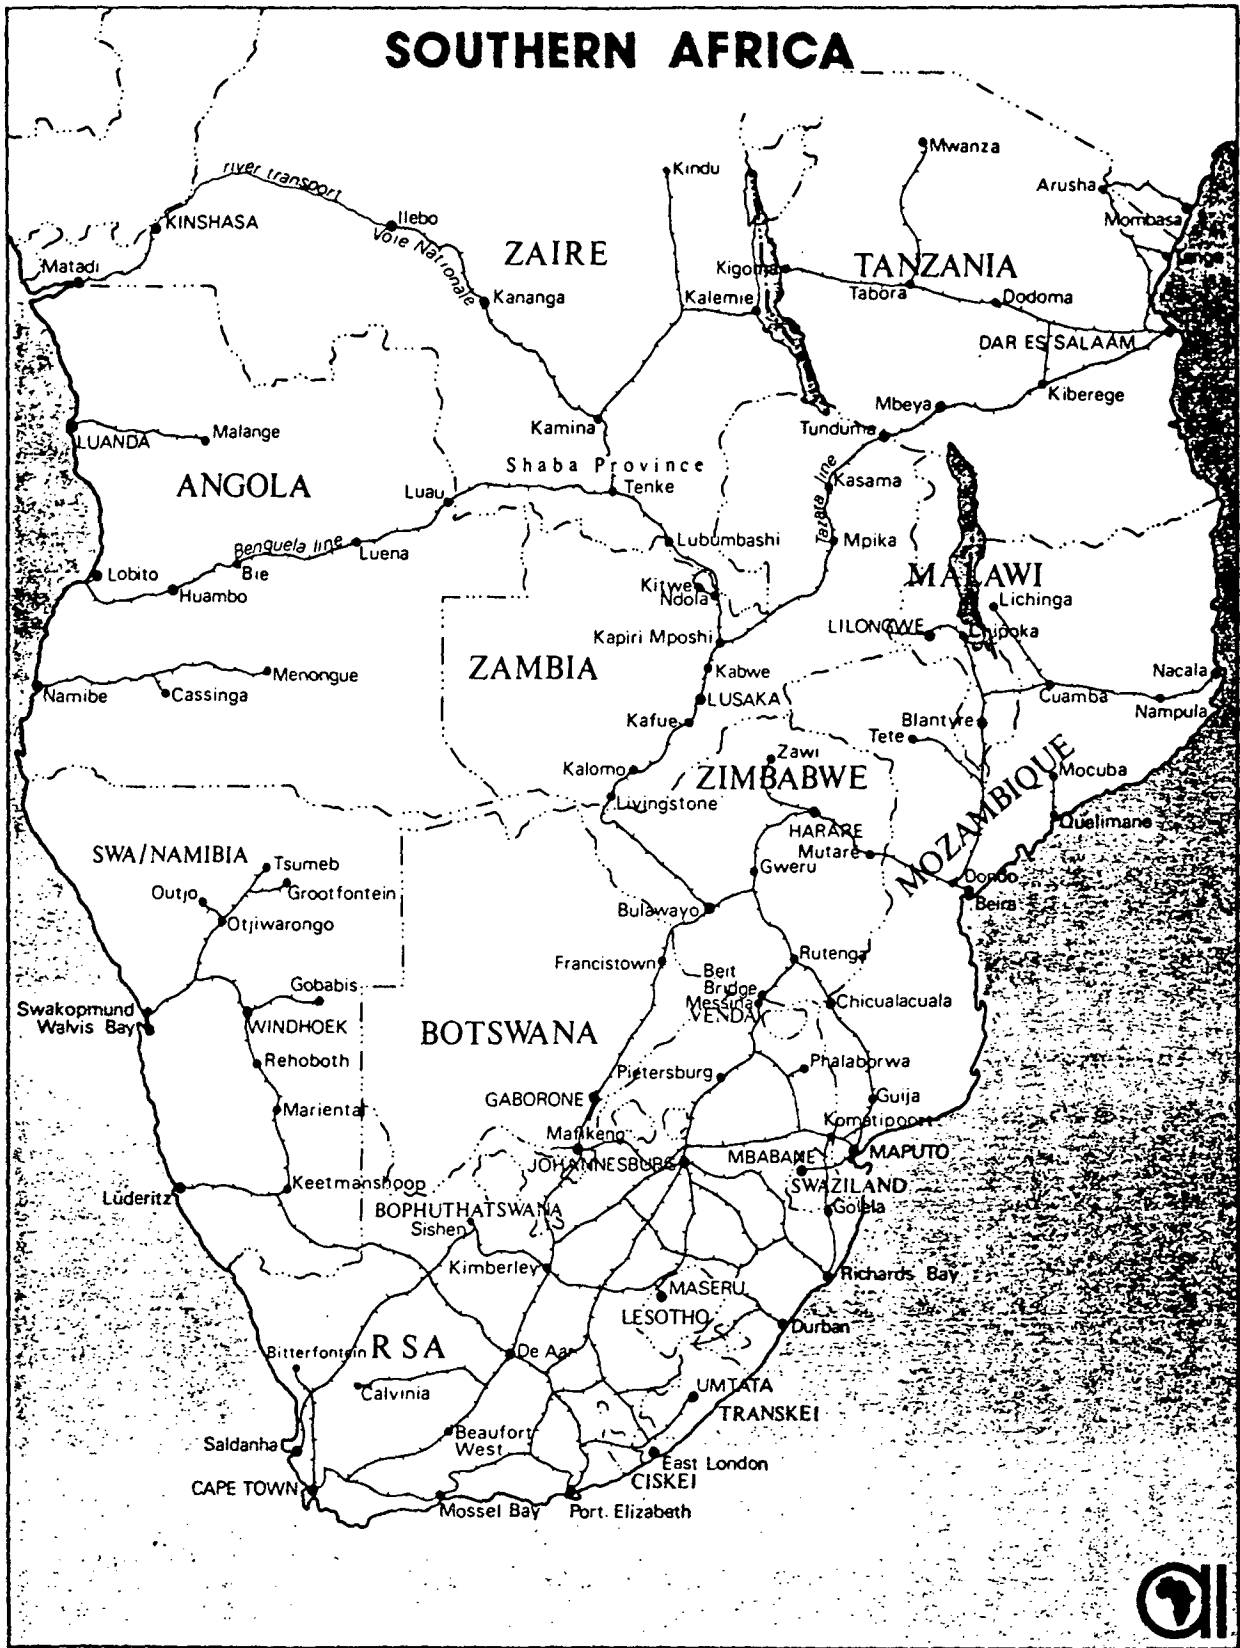 SOUTHERN AFRICA
Mwanza
Kindu
river transport
Arusha
Mombasa
Ilebo
KINSHASA
Voie Nationale
ZAIRE
Tanga
Matadi
Kigoma
TANZANIA
Kananga
Kalemie
Tabora
Dodoma
DAR ES SALAAM
Kiberege
Mbeya
LUANDA
Malange
Kamina
Tunduma
Shaba Province
ANGOLA
Luau
Tenke
Tazara line
Kasama
Benguela line
Luena
Lubumbashi
Mpika
Lobito
Bie
Kitwe
MALAWI
Huambo
Ndola
Lichinga
Kapiri Mposhi
LILONGWE
Chipoka
ZAMBIA
Menongue
Kabwe
Nacala
Namibe
Cassinga
LUSAKA
Cuamba
Nampula
Kafue
Blantyre
Tete
Zawi
Kalomo
ZIMBABWE
Mocuba
Livingstone
MOZAMBIQUE
HARARE
Quelimane
SWA/NAMIBIA
Tsumeb
Mutare
Gweru
Outjo
Grootfontein
Dondo
Beira
Otjiwarongo
Bulawayo
Francistown
Rutenga
Beit
Bridge
Gobabis
Messina
Chicualacuala
Swakopmund
Walvis Bay
WINDHOEK
VENDA
BOTSWANA
Rehoboth
Phalaborwa
Pietersburg
GABORONE
Guija
Mariental
Komatipoort
Mafikeng
MAPUTO
JOHANNESBURG
MBABANE
Keetmanshoop
SWAZILAND
Luderitz
BOPHUTHATSWANA
Golela
Sishen
Kimberley
Richards Bay
MASERU
LESOTHO
Durban
Bitterfontein
RSA
De Aar
Calvinia
UMTATA
TRANSKEI
Beaufort
West
Saldanha
East London
CISKEI
CAPE TOWN
Mossel Bay
Port. Elizabeth